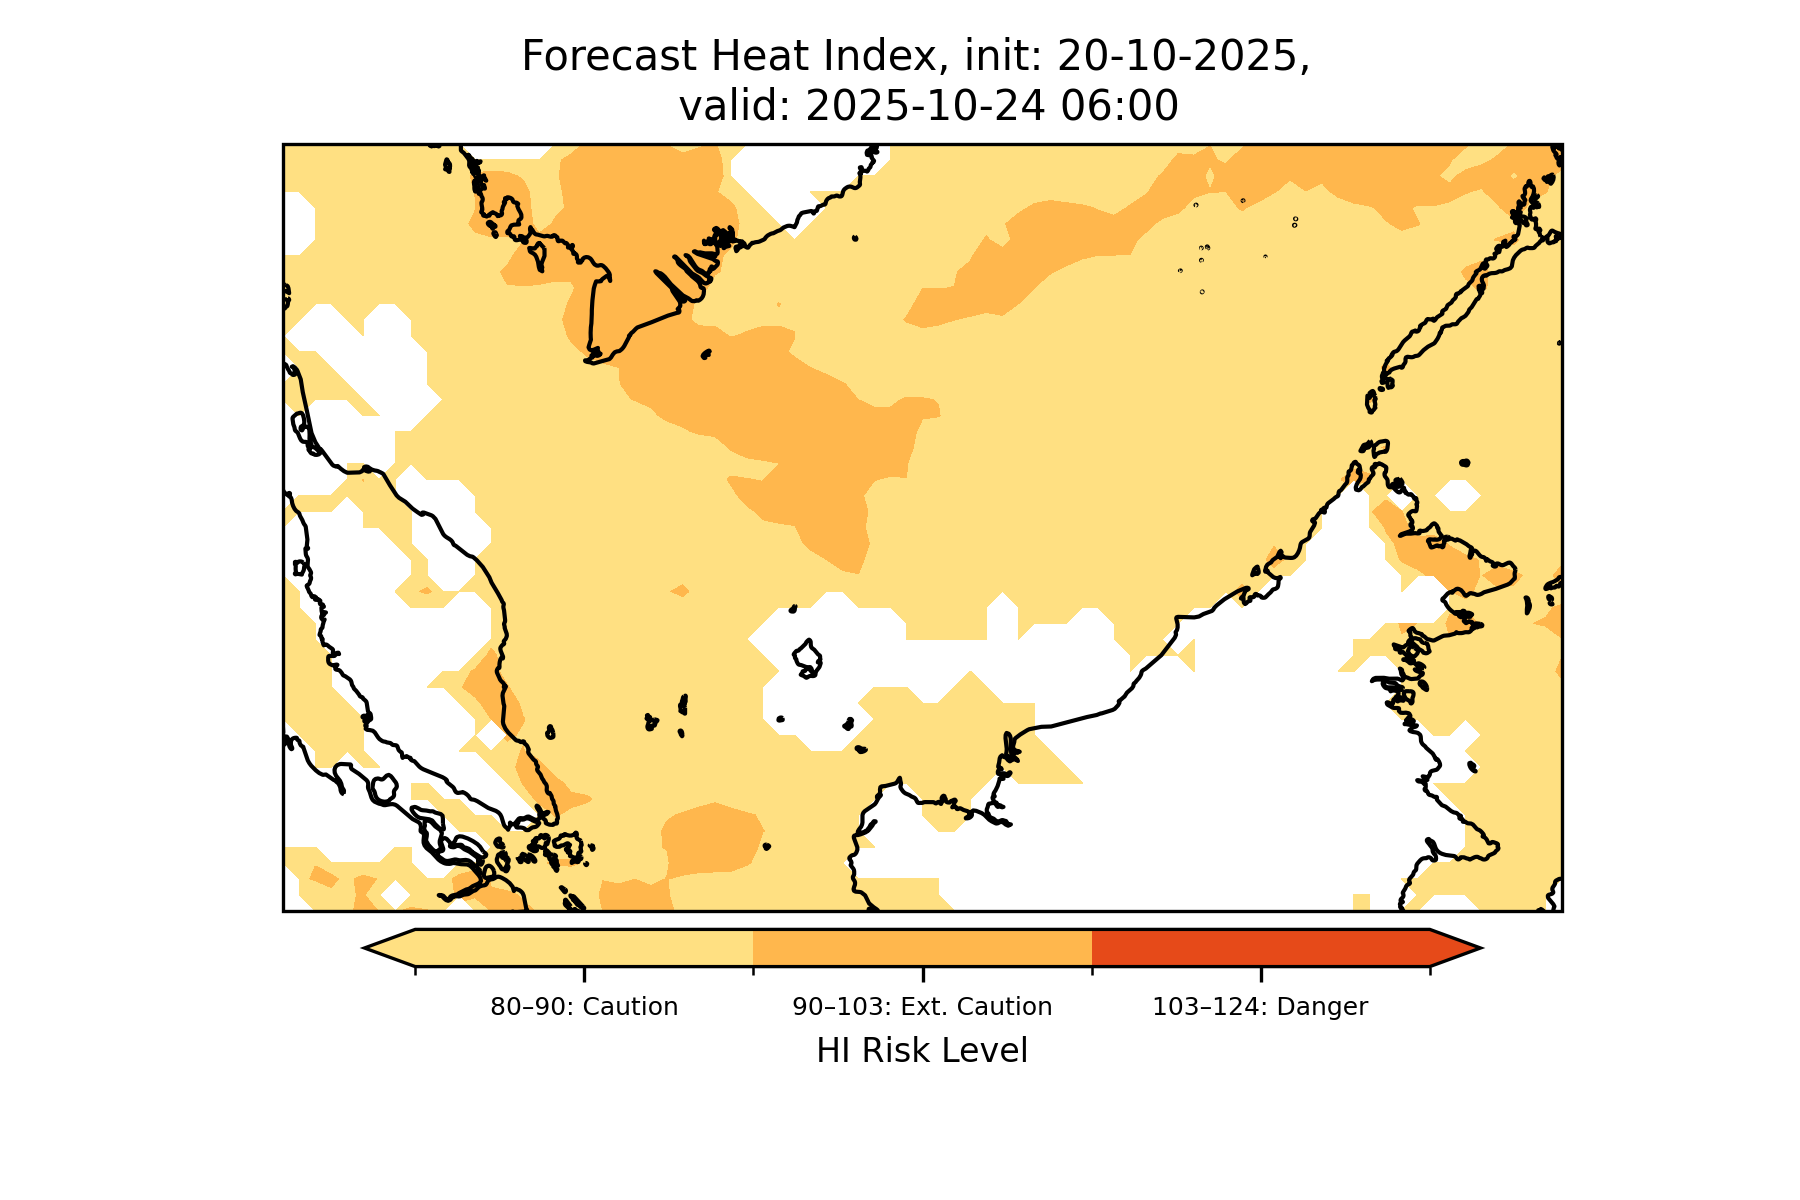 Forecast Heat Index, init: 20-10-2025,
valid: 2025-10-24 06:00
80–90: Caution
90–103: Ext. Caution
103–124: Danger
HI Risk Level